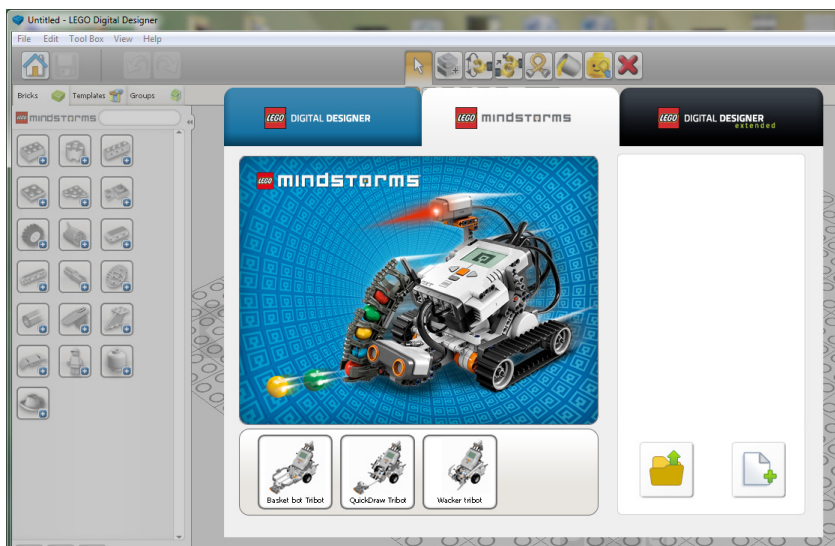 Untitled - LEGO Digital Designer
File Edit Tool Box View Help
Bricks Templates Groups
LEGO mindstorms
LEGO DIGITAL DESIGNER
LEGO mindstorms
LEGO DIGITAL DESIGNER
extended
LEGO mindstorms
Basket bot Tribot
QuickDraw Tribot
Wacker tribot